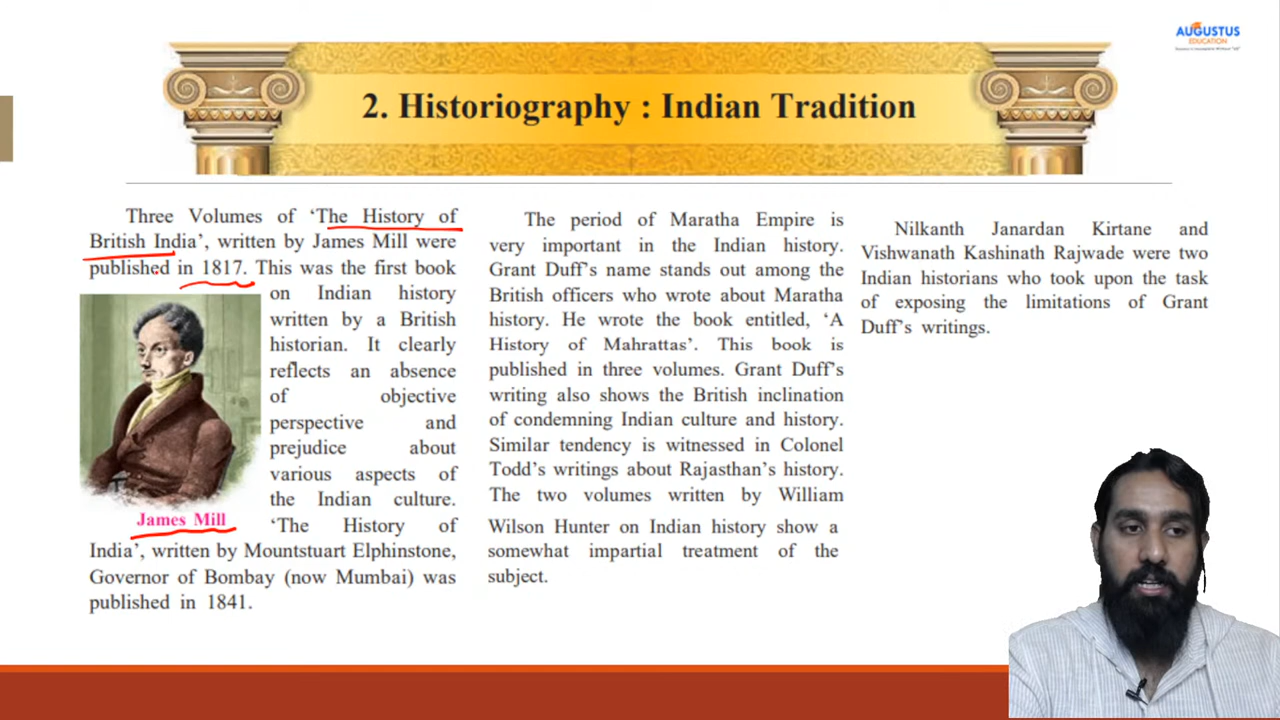 AUGUSTUS
EDUCATION
2. Historiography : Indian Tradition
Three Volumes of ‘The History of
British India’, written by James Mill were
published in 1817. This was the first book
on Indian history
written by a British
historian. It clearly
reflects an absence
of objective
perspective and
prejudice about
various aspects of
the Indian culture.
James Mill
‘The History of
India’, written by Mountstuart Elphinstone,
Governor of Bombay (now Mumbai) was
published in 1841.
The period of Maratha Empire is
very important in the Indian history.
Grant Duff’s name stands out among the
British officers who wrote about Maratha
history. He wrote the book entitled, ‘A
History of Mahrattas’. This book is
published in three volumes. Grant Duff’s
writing also shows the British inclination
of condemning Indian culture and history.
Similar tendency is witnessed in Colonel
Todd’s writings about Rajasthan’s history.
The two volumes written by William
Wilson Hunter on Indian history show a
somewhat impartial treatment of the
subject.
Nilkanth Janardan Kirtane and
Vishwanath Kashinath Rajwade were two
Indian historians who took upon the task
of exposing the limitations of Grant
Duff’s writings.